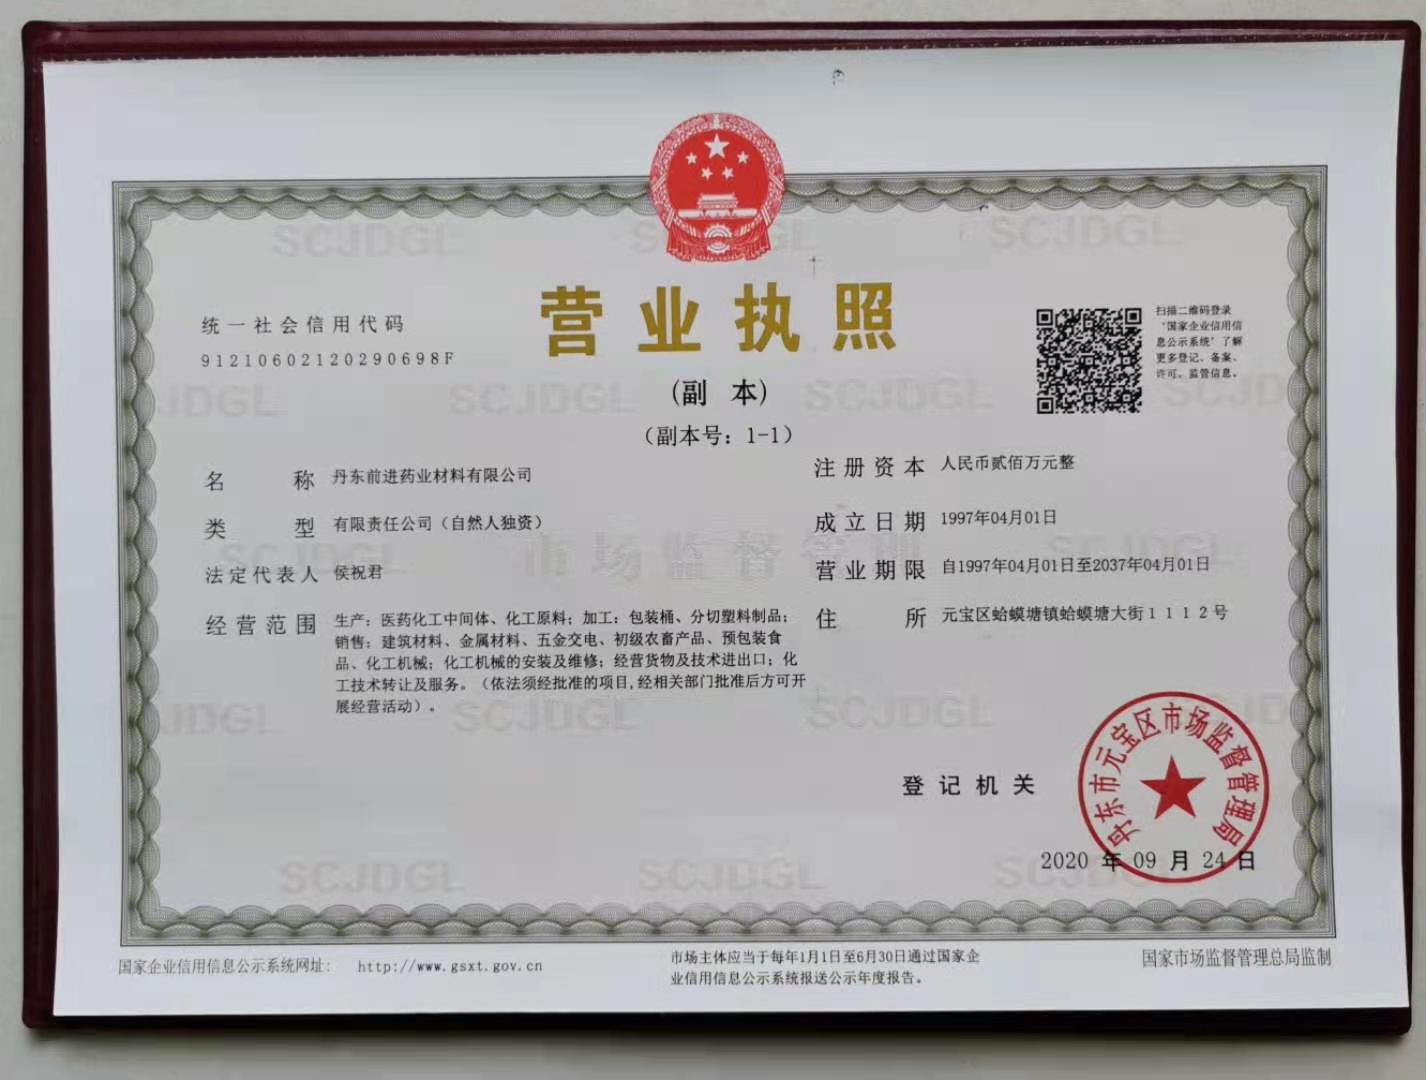 营业执照
(副 本)
(副本号：1-1)
统一社会信用代码
91210602120290698F
扫描二维码登录
‘国家企业信用信
息公示系统’了解
更多登记、备案、
许可、监管信息。
名 称 丹东前进药业材料有限公司
类 型 有限责任公司（自然人独资）
法定代表人 侯祝君
经营范围 生产：医药化工中间体、化工原料；加工：包装桶、分切塑料制品；
销售：建筑材料、金属材料、五金交电、初级农畜产品、预包装食
品、化工机械；化工机械的安装及维修；经营货物及技术进出口；化
工技术转让及服务。（依法须经批准的项目,经相关部门批准后方可开
展经营活动）。
注册资本 人民币贰佰万元整
成立日期 1997年04月01日
营业期限 自1997年04月01日至2037年04月01日
住 所 元宝区蛤蟆塘镇蛤蟆塘大街1112号
登记机关
丹东市元宝区市场监督管理局
2020 年 09 月 24 日
国家企业信用信息公示系统网址： http://www.gsxt.gov.cn
市场主体应当于每年1月1日至6月30日通过国家企
业信用信息公示系统报送公示年度报告。
国家市场监督管理总局监制
SCJDGL
市场监督管理